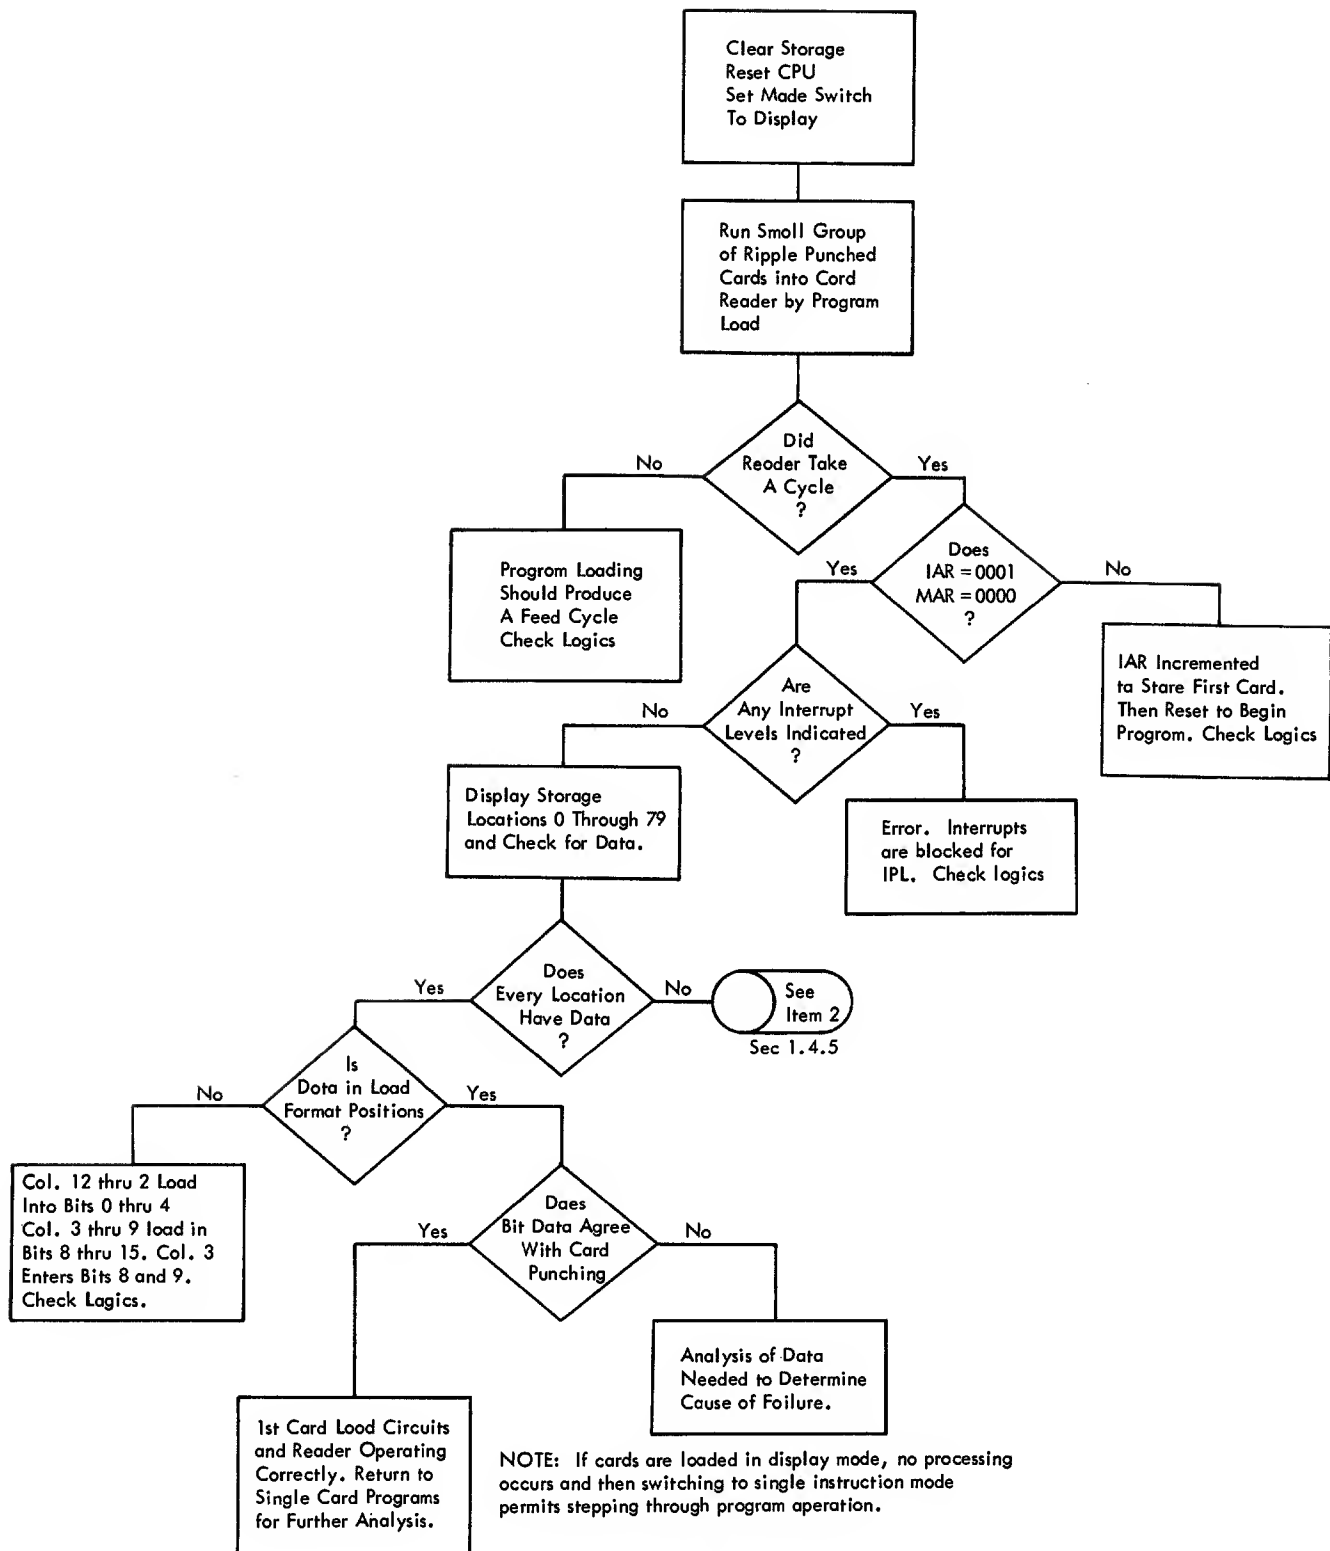 Clear Storage
Reset CPU
Set Made Switch
To Display
Run Smoll Group
of Ripple Punched
Cards into Cord
Reader by Program
Load
Did
Reoder Take
A Cycle
?
No
Yes
Progrom Loading
Should Produce
A Feed Cycle
Check Logics
Does
IAR = 0001
MAR = 0000
?
Yes
No
IAR Incremented
ta Stare First Card.
Then Reset to Begin
Progrom. Check Logics
Are
Any Interrupt
Levels Indicated
?
No
Yes
Display Storage
Locations 0 Through 79
and Check for Data.
Error. Interrupts
are blocked for
IPL. Check logics
Does
Every Location
Have Data
?
Yes
No
See
Item 2
Sec 1.4.5
Is
Dota in Load
Format Positions
?
No
Yes
Col. 12 thru 2 Load
Into Bits 0 thru 4
Col. 3 thru 9 load in
Bits 8 thru 15. Col. 3
Enters Bits 8 and 9.
Check Lagics.
Daes
Bit Data Agree
With Card
Punching
Yes
No
Analysis of Data
Needed to Determine
Cause of Foilure.
1st Card Lood Circuits
and Reader Operating
Correctly. Return to
Single Card Programs
for Further Analysis.
NOTE: If cards are loaded in display mode, no processing
occurs and then switching to single instruction mode
permits stepping through program aperation.